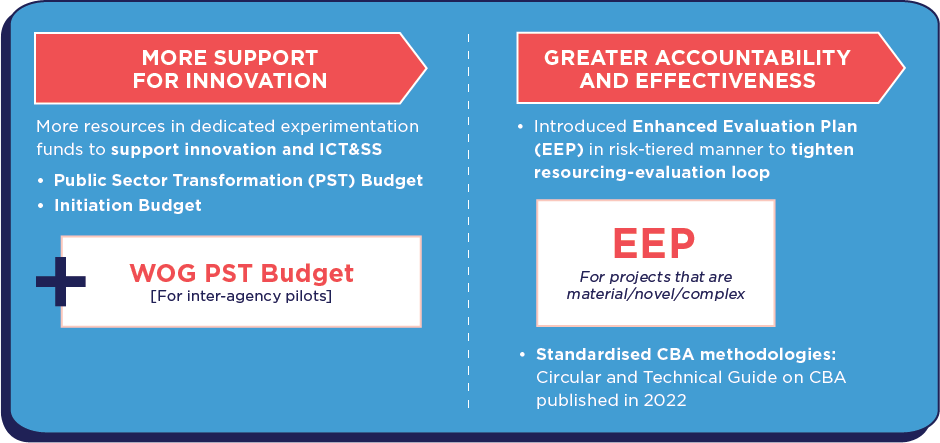 MORE SUPPORT
FOR INNOVATION
More resources in dedicated experimentation
funds to support innovation and ICT&SS
• Public Sector Transformation (PST) Budget
• Initiation Budget
WOG PST Budget
[For inter-agency pilots]
GREATER ACCOUNTABILITY
AND EFFECTIVENESS
• Introduced Enhanced Evaluation Plan
(EEP) in risk-tiered manner to tighten
resourcing-evaluation loop
EEP
For projects that are
material/novel/complex
• Standardised CBA methodologies:
Circular and Technical Guide on CBA
published in 2022